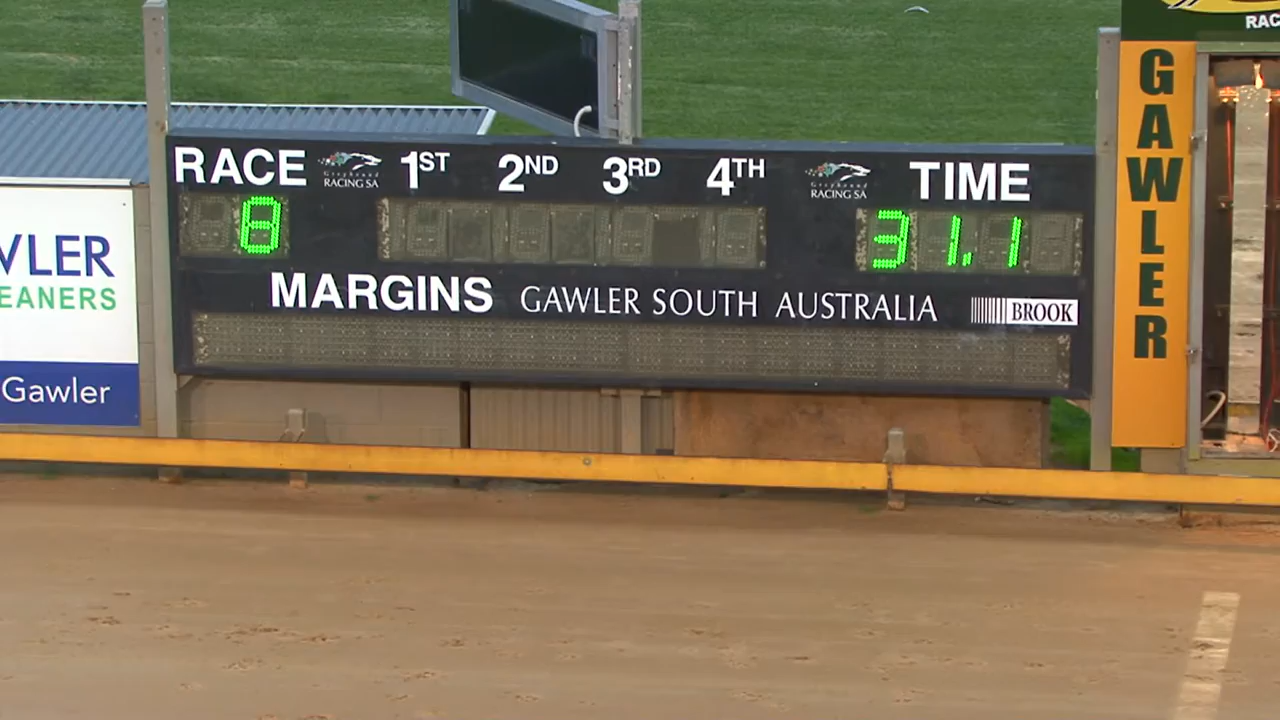 RAC
GAWLER
RACE Greyhound RACING SA 1ST 2ND 3RD 4TH Greyhound RACING SA TIME
8 31.1
MARGINS GAWLER SOUTH AUSTRALIA BROOK
WLER
EANERS
Gawler